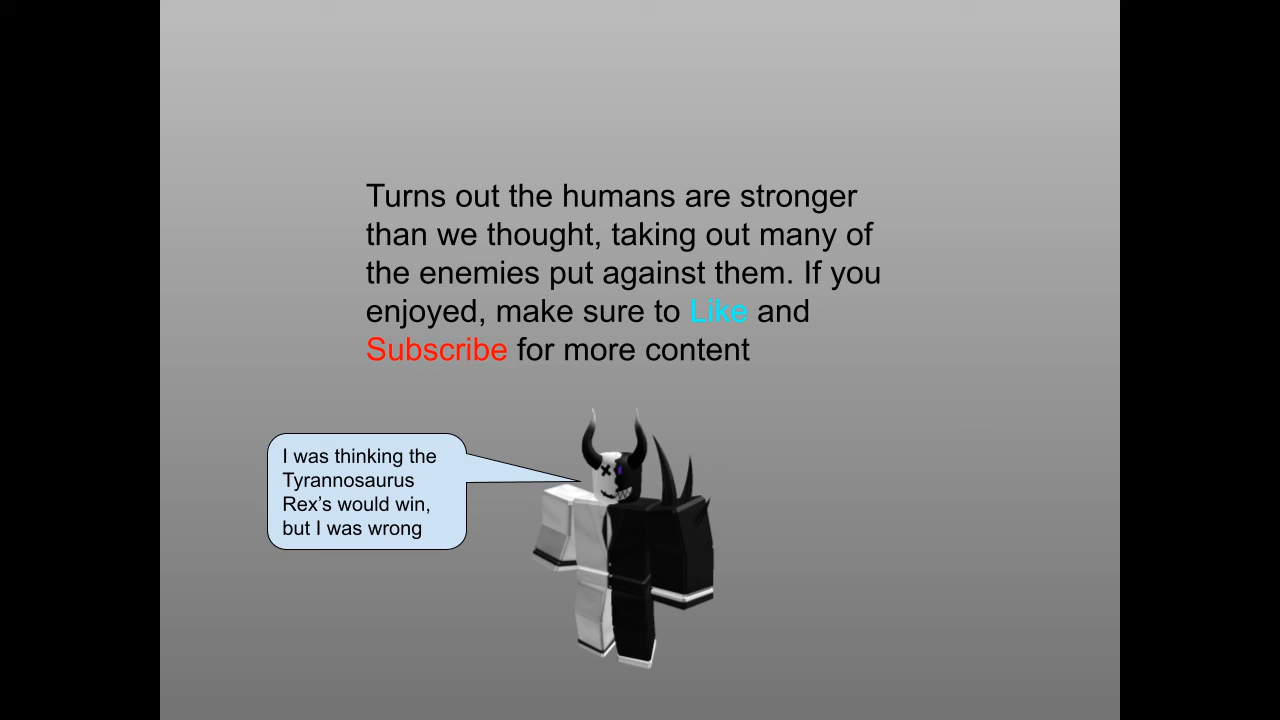 Turns out the humans are stronger
than we thought, taking out many of
the enemies put against them. If you
enjoyed, make sure to Like and
Subscribe for more content
I was thinking the
Tyrannosaurus
Rex’s would win,
but I was wrong